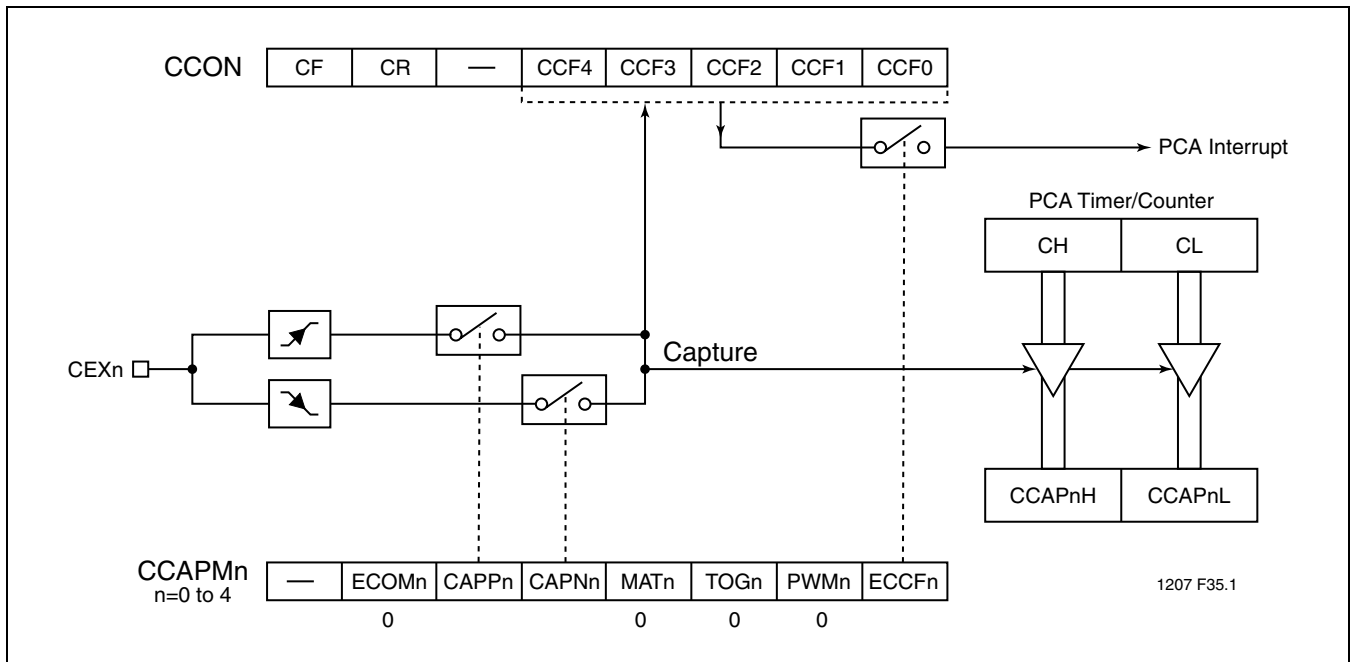 CCON CF CR — CCF4 CCF3 CCF2 CCF1 CCF0
PCA Interrupt
PCA Timer/Counter
CH CL
CEXn
Capture
CCAPnH CCAPnL
CCAPMn
n=0 to 4
— ECOMn CAPPn CAPNn MATn TOGn PWMn ECCFn
0 0 0 0
1207 F35.1